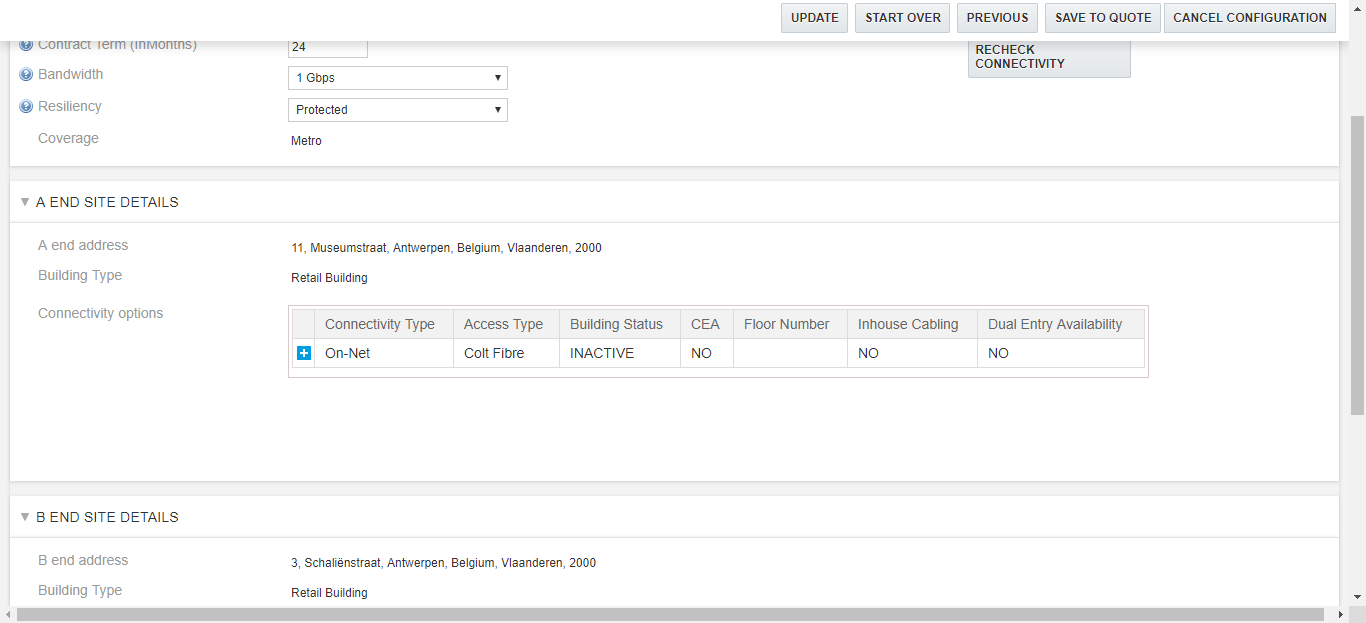 UPDATE START OVER PREVIOUS SAVE TO QUOTE CANCEL CONFIGURATION
Contract Term (InMonths) 24
RECHECK
CONNECTIVITY
Bandwidth 1 Gbps
Resiliency Protected
Coverage Metro
A END SITE DETAILS
A end address 11, Museumstraat, Antwerpen, Belgium, Vlaanderen, 2000
Building Type Retail Building
Connectivity options
Connectivity Type Access Type Building Status CEA Floor Number Inhouse Cabling Dual Entry Availability
On-Net Colt Fibre INACTIVE NO NO NO
B END SITE DETAILS
B end address 3, Schaliënstraat, Antwerpen, Belgium, Vlaanderen, 2000
Building Type Retail Building